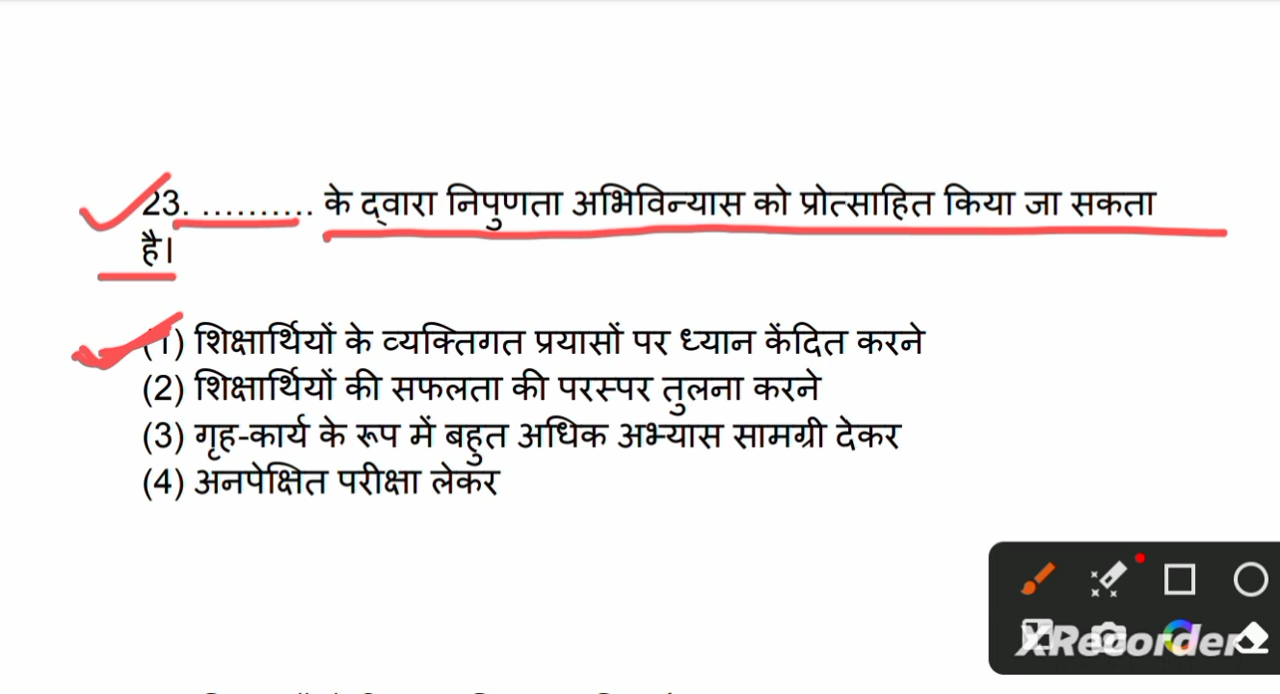 23. .......... के द्वारा निपुणता अभिविन्यास को प्रोत्साहित किया जा सकता
है।
(1) शिक्षार्थियों के व्यक्तिगत प्रयासों पर ध्यान केंदित करने
(2) शिक्षार्थियों की सफलता की परस्पर तुलना करने
(3) गृह-कार्य के रूप में बहुत अधिक अभ्यास सामग्री देकर
(4) अनपेक्षित परीक्षा लेकर
XRecorder